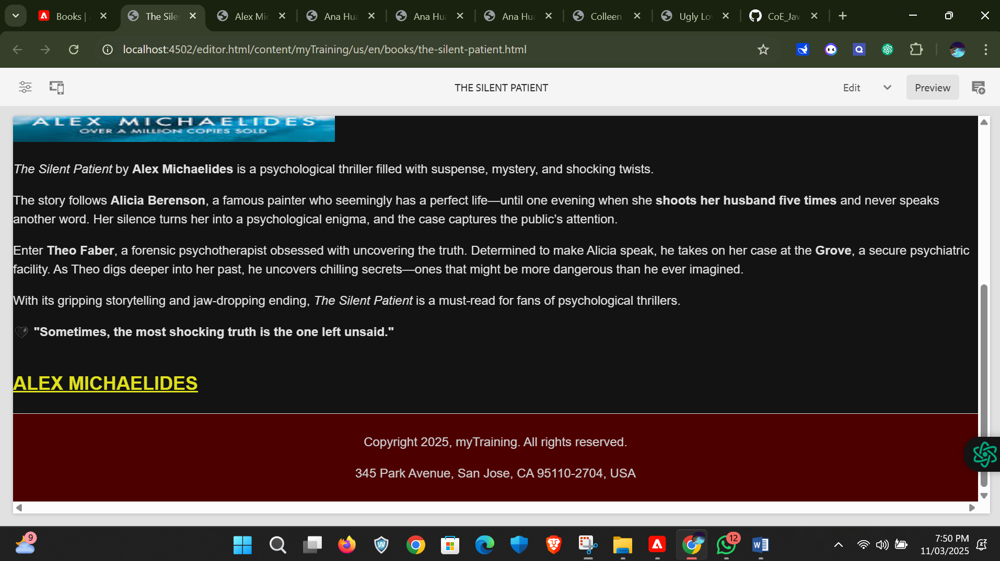 Books |
The Sile
Alex Mic
Ana Hua
Ana Hua
Ana Hua
Colleen
Ugly Lov
CoE_Jav
localhost:4502/editor.html/content/myTraining/us/en/books/the-silent-patient.html
THE SILENT PATIENT
Edit
Preview
ALEX MICHAELIDES
OVER A MILLION COPIES SOLD
The Silent Patient by Alex Michaelides is a psychological thriller filled with suspense, mystery, and shocking twists.
The story follows Alicia Berenson, a famous painter who seemingly has a perfect life—until one evening when she shoots her husband five times and never speaks
another word. Her silence turns her into a psychological enigma, and the case captures the public’s attention.
Enter Theo Faber, a forensic psychotherapist obsessed with uncovering the truth. Determined to make Alicia speak, he takes on her case at the Grove, a secure psychiatric
facility. As Theo digs deeper into her past, he uncovers chilling secrets—ones that might be more dangerous than he ever imagined.
With its gripping storytelling and jaw-dropping ending, The Silent Patient is a must-read for fans of psychological thrillers.
🖤 "Sometimes, the most shocking truth is the one left unsaid."
ALEX MICHAELIDES
Copyright 2025, myTraining. All rights reserved.
345 Park Avenue, San Jose, CA 95110-2704, USA
9
12
7:50 PM
11/03/2025